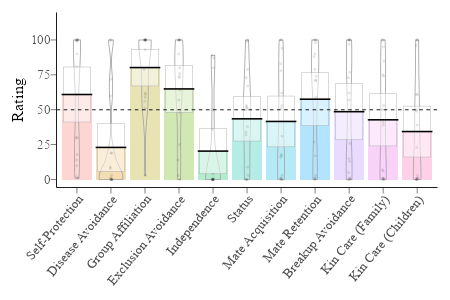 100
75
50
25
0
Rating
Self-Protection
Disease Avoidance
Group Affiliation
Exclusion Avoidance
Independence
Status
Mate Acquisition
Mate Retention
Breakup Avoidance
Kin Care (Family)
Kin Care (Children)